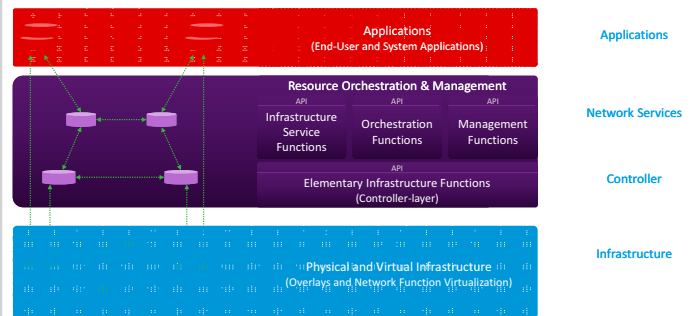 Applications
(End-User and System Applications)
Applications
Resource Orchestration & Management
API
API
API
Infrastructure
Service
Functions
Orchestration
Functions
Management
Functions
Network Services
API
Elementary Infrastructure Functions
(Controller-layer)
Controller
Physical and Virtual Infrastructure
(Overlays and Network Function Virtualization)
Infrastructure